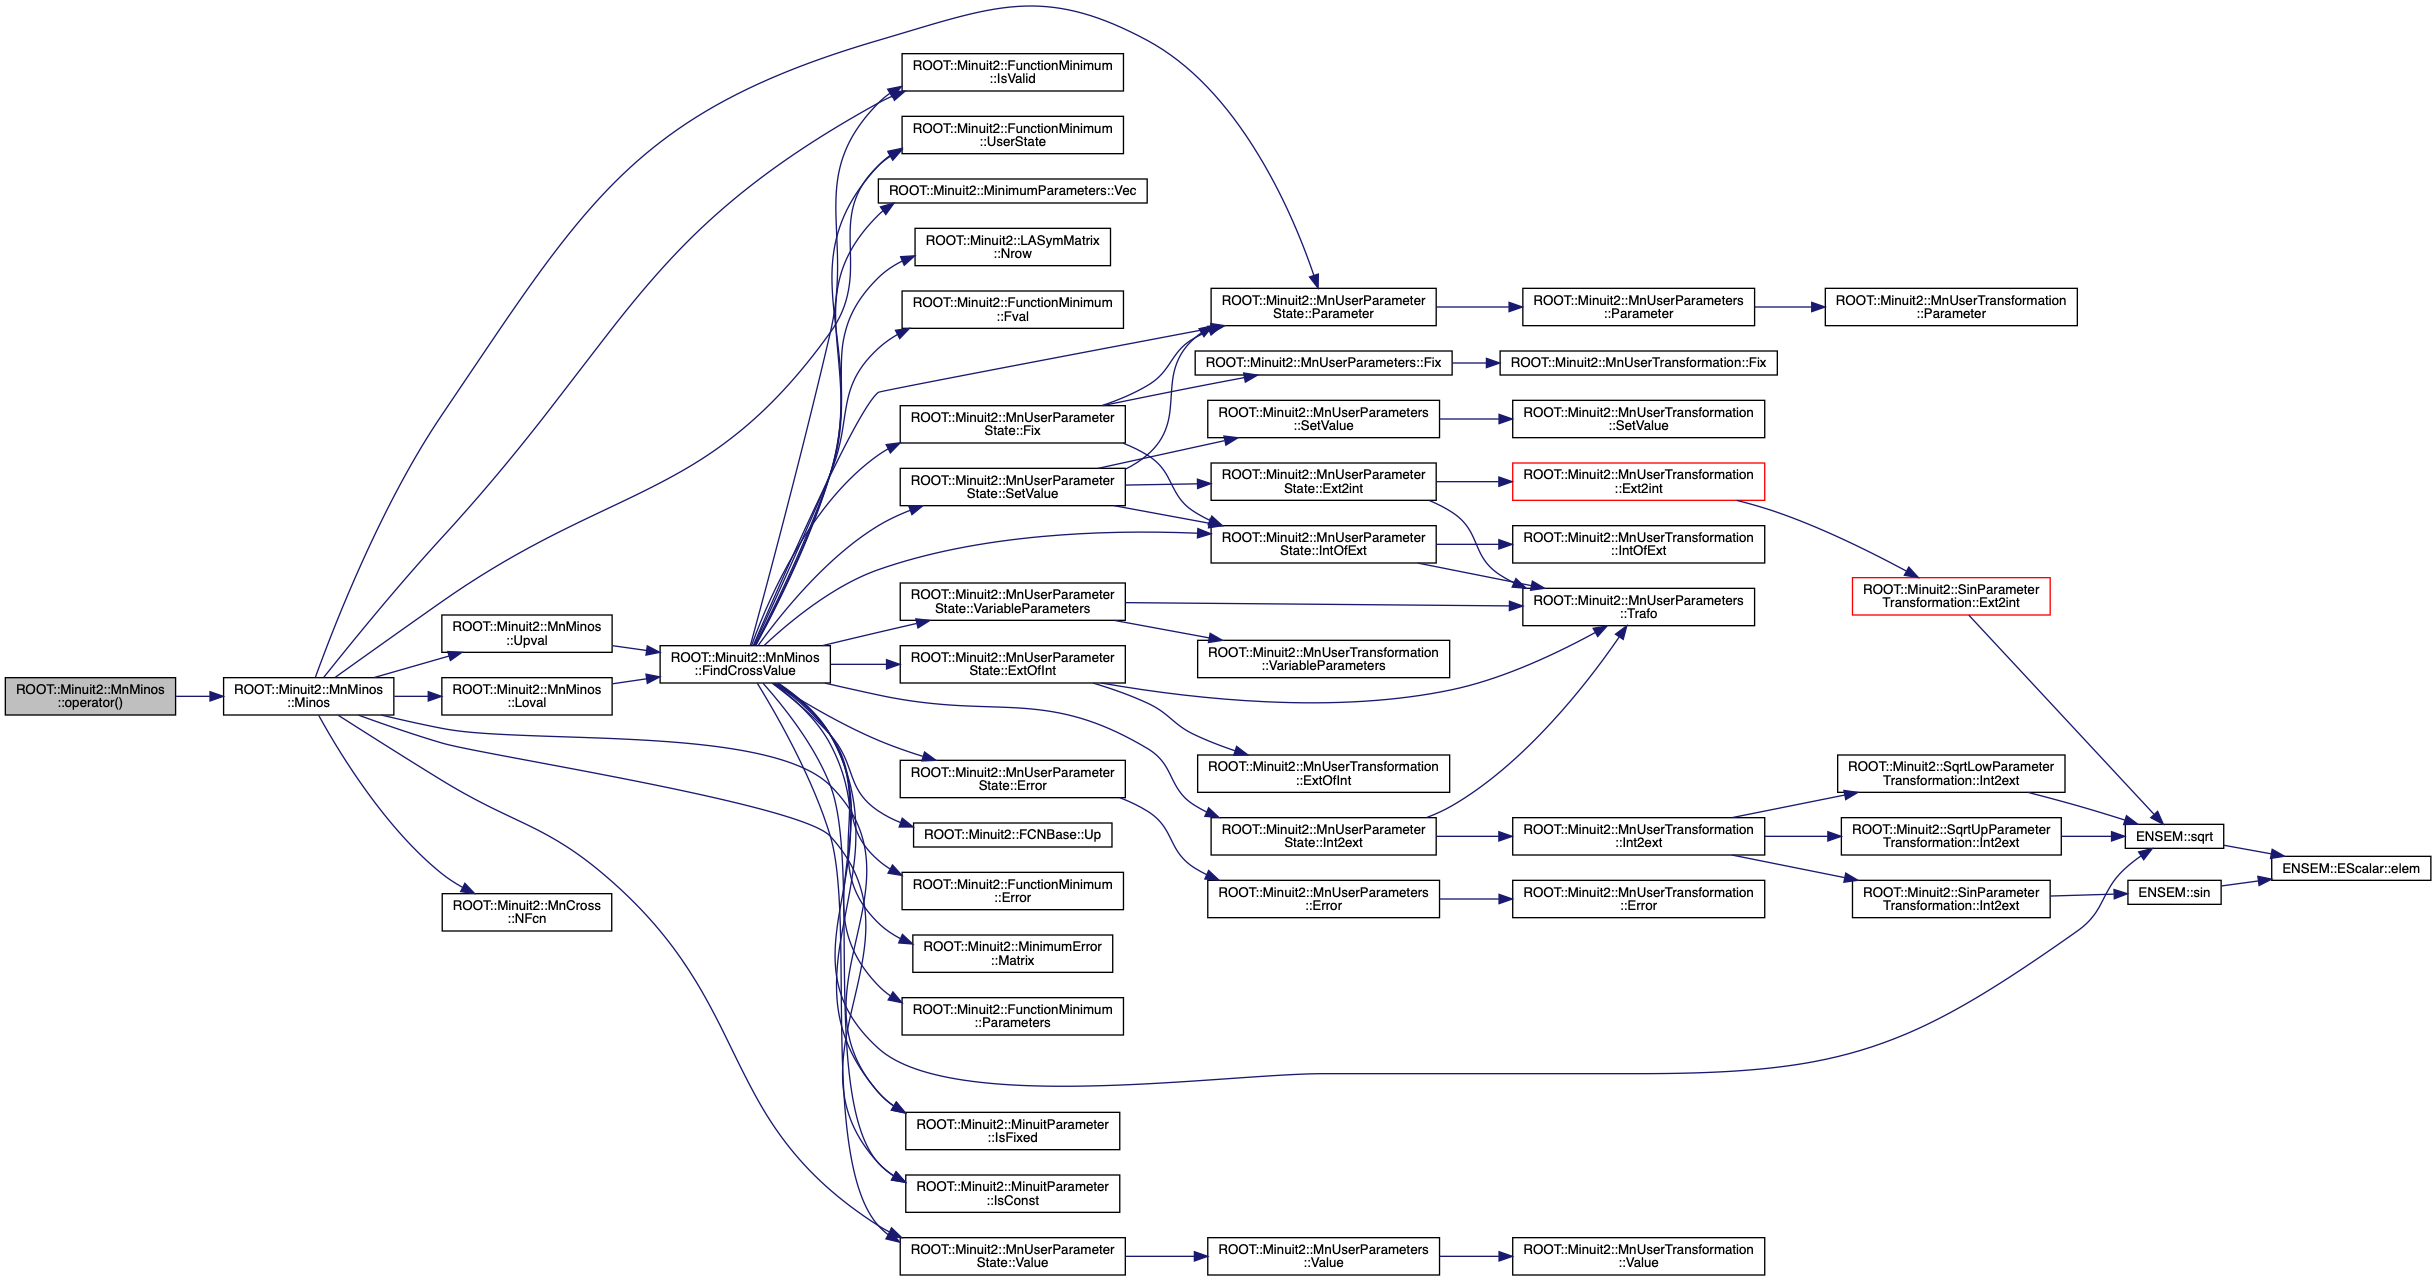 ROOT::Minuit2::MnMinos
::operator()
ROOT::Minuit2::MnMinos
::Minos
ROOT::Minuit2::MnMinos
::Upval
ROOT::Minuit2::MnMinos
::Loval
ROOT::Minuit2::MnCross
::NFcn
ROOT::Minuit2::MnMinos
::FindCrossValue
ROOT::Minuit2::FunctionMinimum
::IsValid
ROOT::Minuit2::FunctionMinimum
::UserState
ROOT::Minuit2::MinimumParameters::Vec
ROOT::Minuit2::LASymMatrix
::Nrow
ROOT::Minuit2::FunctionMinimum
::Fval
ROOT::Minuit2::MnUserParameter
State::Fix
ROOT::Minuit2::MnUserParameter
State::SetValue
ROOT::Minuit2::MnUserParameter
State::VariableParameters
ROOT::Minuit2::MnUserParameter
State::ExtOfInt
ROOT::Minuit2::MnUserParameter
State::Error
ROOT::Minuit2::FCNBase::Up
ROOT::Minuit2::FunctionMinimum
::Error
ROOT::Minuit2::MinimumError
::Matrix
ROOT::Minuit2::FunctionMinimum
::Parameters
ROOT::Minuit2::MinuitParameter
::IsFixed
ROOT::Minuit2::MinuitParameter
::IsConst
ROOT::Minuit2::MnUserParameter
State::Value
ROOT::Minuit2::MnUserParameter
State::Parameter
ROOT::Minuit2::MnUserParameters::Fix
ROOT::Minuit2::MnUserParameters
::SetValue
ROOT::Minuit2::MnUserParameter
State::Ext2int
ROOT::Minuit2::MnUserParameter
State::IntOfExt
ROOT::Minuit2::MnUserTransformation
::VariableParameters
ROOT::Minuit2::MnUserTransformation
::ExtOfInt
ROOT::Minuit2::MnUserParameter
State::Int2ext
ROOT::Minuit2::MnUserParameters
::Error
ROOT::Minuit2::MnUserParameters
::Value
ROOT::Minuit2::MnUserParameters
::Parameter
ROOT::Minuit2::MnUserTransformation::Fix
ROOT::Minuit2::MnUserTransformation
::SetValue
ROOT::Minuit2::MnUserTransformation
::Ext2int
ROOT::Minuit2::MnUserTransformation
::IntOfExt
ROOT::Minuit2::MnUserParameters
::Trafo
ROOT::Minuit2::MnUserTransformation
::Int2ext
ROOT::Minuit2::MnUserTransformation
::Error
ROOT::Minuit2::MnUserTransformation
::Value
ROOT::Minuit2::MnUserTransformation
::Parameter
ROOT::Minuit2::SinParameter
Transformation::Ext2int
ROOT::Minuit2::SqrtLowParameter
Transformation::Int2ext
ROOT::Minuit2::SqrtUpParameter
Transformation::Int2ext
ROOT::Minuit2::SinParameter
Transformation::Int2ext
ENSEM::sqrt
ENSEM::sin
ENSEM::EScalar::elem